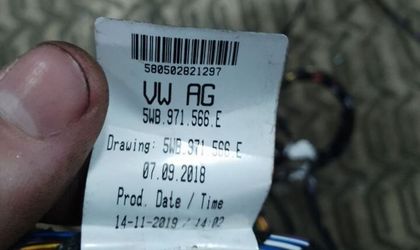 580502821297
VW AG
5WB.971.566.E
Drawing: 5WB.971.566.E
07.09.2018
Prod. Date / Time
14-11-2019 / 14:02